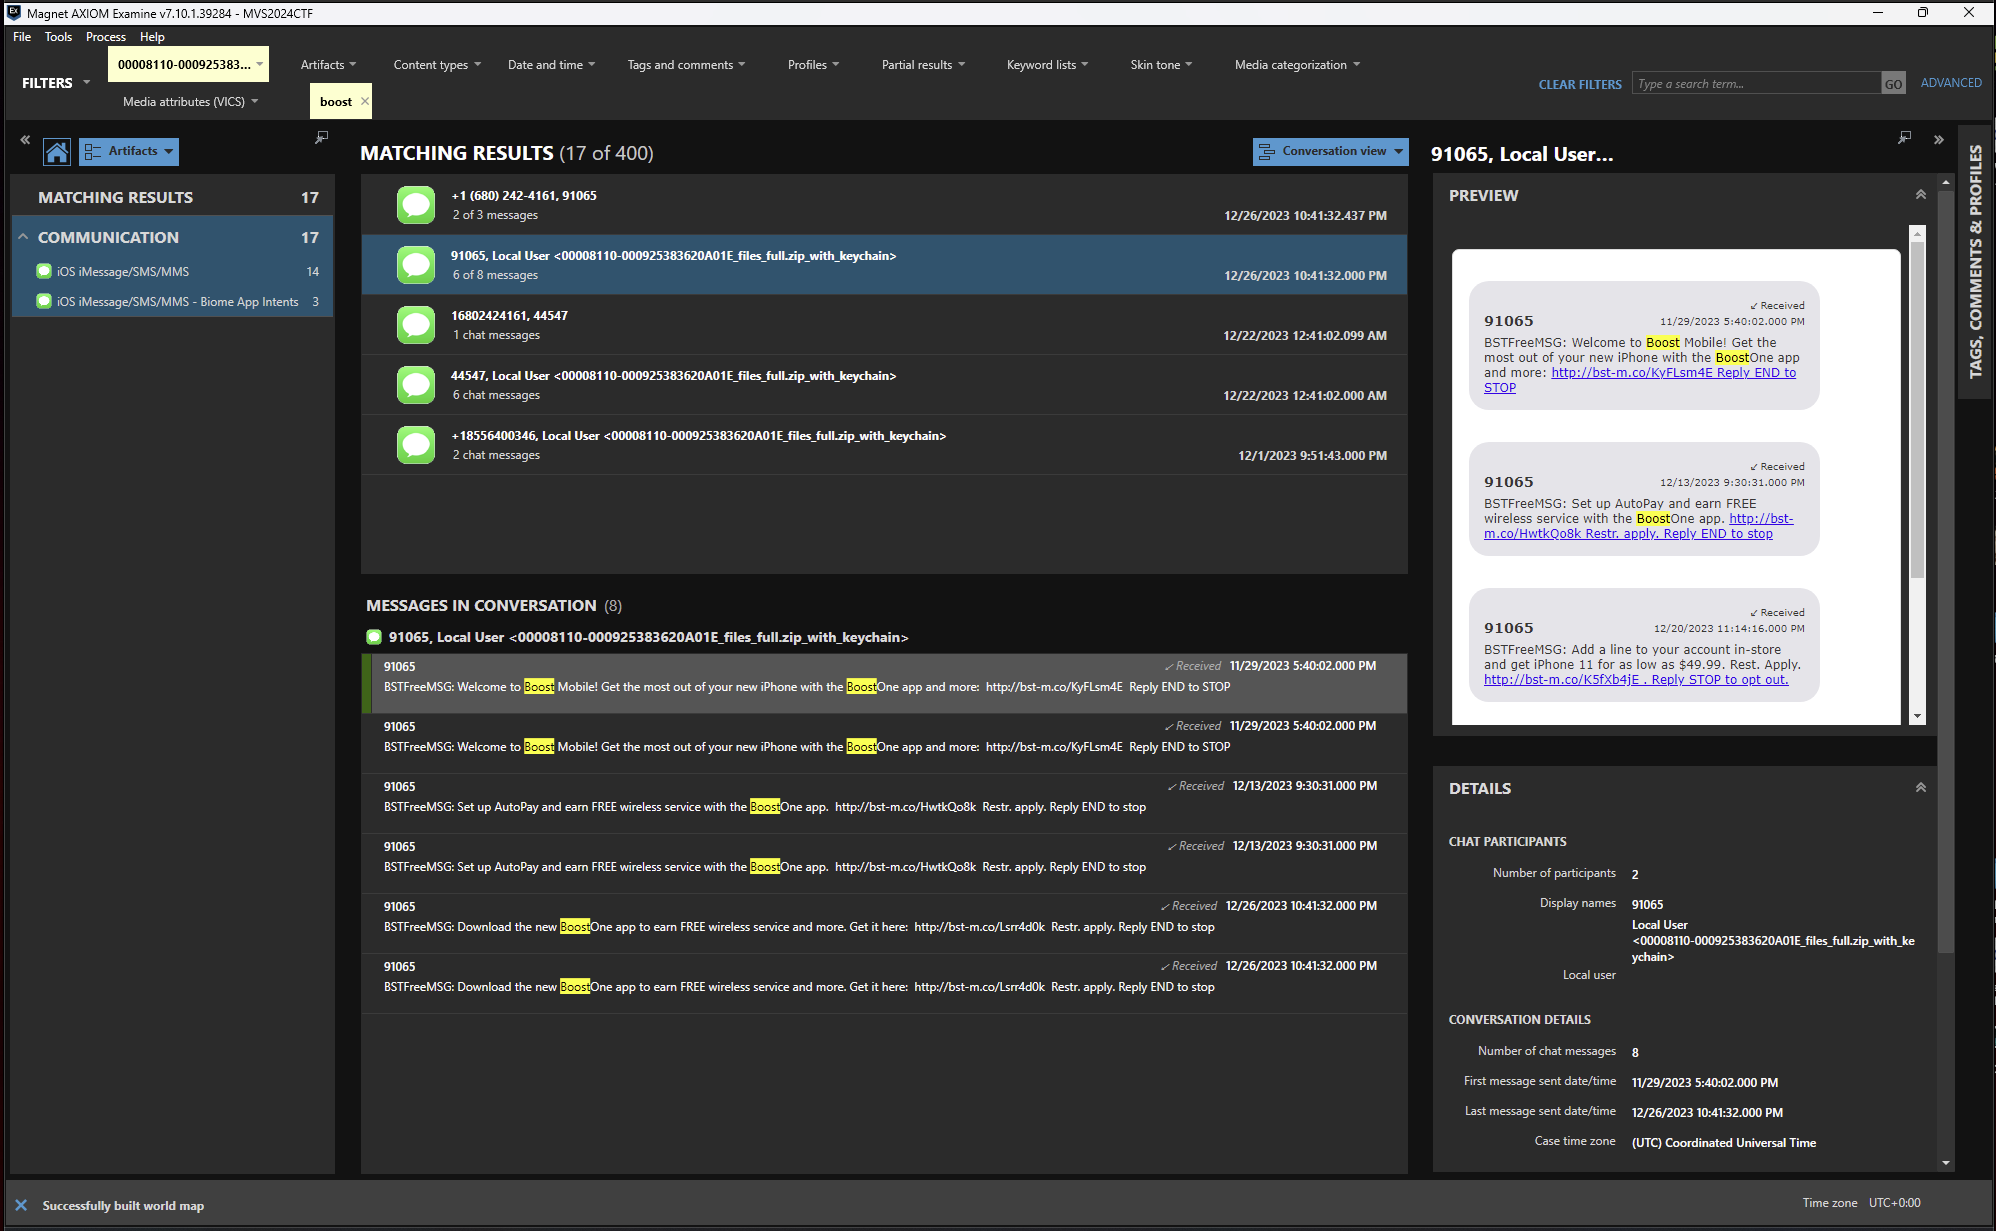 Magnet AXIOM Examine v7.10.1.39284 - MVS2024CTF
File Tools Process Help
FILTERS
00008110-000925383...
Artifacts
Content types
Date and time
Tags and comments
Profiles
Partial results
Keyword lists
Skin tone
Media categorization
Media attributes (VICS)
boost
CLEAR FILTERS
Type a search term...
GO
ADVANCED
Artifacts
MATCHING RESULTS 17
COMMUNICATION 17
iOS iMessage/SMS/MMS 14
iOS iMessage/SMS/MMS - Biome App Intents 3
MATCHING RESULTS (17 of 400)
Conversation view
+1 (680) 242-4161, 91065
2 of 3 messages
12/26/2023 10:41:32.437 PM
91065, Local User <00008110-000925383620A01E_files_full.zip_with_keychain>
6 of 8 messages
12/26/2023 10:41:32.000 PM
16802424161, 44547
1 chat messages
12/22/2023 12:41:02.099 AM
44547, Local User <00008110-000925383620A01E_files_full.zip_with_keychain>
6 chat messages
12/22/2023 12:41:02.000 AM
+18556400346, Local User <00008110-000925383620A01E_files_full.zip_with_keychain>
2 chat messages
12/1/2023 9:51:43.000 PM
MESSAGES IN CONVERSATION (8)
91065, Local User <00008110-000925383620A01E_files_full.zip_with_keychain>
91065
Received 11/29/2023 5:40:02.000 PM
BSTFreeMSG: Welcome to Boost Mobile! Get the most out of your new iPhone with the BoostOne app and more: http://bst-m.co/KyFLsm4E Reply END to STOP
91065
Received 11/29/2023 5:40:02.000 PM
BSTFreeMSG: Welcome to Boost Mobile! Get the most out of your new iPhone with the BoostOne app and more: http://bst-m.co/KyFLsm4E Reply END to STOP
91065
Received 12/13/2023 9:30:31.000 PM
BSTFreeMSG: Set up AutoPay and earn FREE wireless service with the BoostOne app. http://bst-m.co/HwtkQo8k Restr. apply. Reply END to stop
91065
Received 12/13/2023 9:30:31.000 PM
BSTFreeMSG: Set up AutoPay and earn FREE wireless service with the BoostOne app. http://bst-m.co/HwtkQo8k Restr. apply. Reply END to stop
91065
Received 12/26/2023 10:41:32.000 PM
BSTFreeMSG: Download the new BoostOne app to earn FREE wireless service and more. Get it here: http://bst-m.co/Lsrr4d0k Restr. apply. Reply END to stop
91065
Received 12/26/2023 10:41:32.000 PM
BSTFreeMSG: Download the new BoostOne app to earn FREE wireless service and more. Get it here: http://bst-m.co/Lsrr4d0k Restr. apply. Reply END to stop
91065, Local User...
PREVIEW
Received
91065 11/29/2023 5:40:02.000 PM
BSTFreeMSG: Welcome to Boost Mobile! Get the
most out of your new iPhone with the BoostOne app
and more: http://bst-m.co/KyFLsm4E Reply END to
STOP
Received
91065 12/13/2023 9:30:31.000 PM
BSTFreeMSG: Set up AutoPay and earn FREE
wireless service with the BoostOne app. http://bst-
m.co/HwtkQo8k Restr. apply. Reply END to stop
Received
91065 12/20/2023 11:14:16.000 PM
BSTFreeMSG: Add a line to your account in-store
and get iPhone 11 for as low as $49.99. Rest. Apply.
http://bst-m.co/K5fXb4jE . Reply STOP to opt out.
DETAILS
CHAT PARTICIPANTS
Number of participants 2
Display names 91065
Local User
<00008110-000925383620A01E_files_full.zip_with_ke
ychain>
Local user
CONVERSATION DETAILS
Number of chat messages 8
First message sent date/time 11/29/2023 5:40:02.000 PM
Last message sent date/time 12/26/2023 10:41:32.000 PM
Case time zone (UTC) Coordinated Universal Time
TAGS, COMMENTS & PROFILES
Successfully built world map
Time zone UTC+0:00